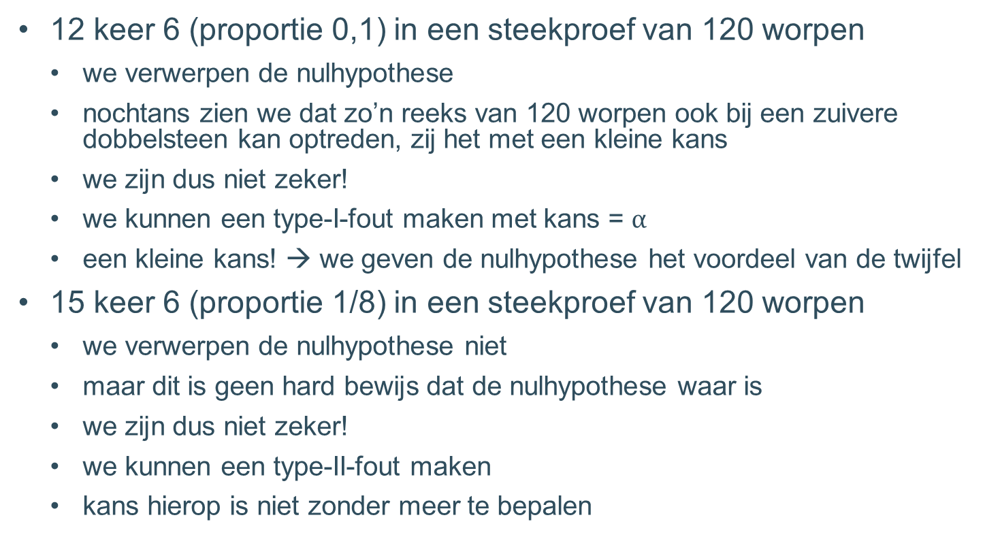 • 12 keer 6 (proportie 0,1) in een steekproef van 120 worpen
• we verwerpen de nulhypothese
• nochtans zien we dat zo’n reeks van 120 worpen ook bij een zuivere
dobbelsteen kan optreden, zij het met een kleine kans
• we zijn dus niet zeker!
• we kunnen een type-I-fout maken met kans = α
• een kleine kans! → we geven de nulhypothese het voordeel van de twijfel
• 15 keer 6 (proportie 1/8) in een steekproef van 120 worpen
• we verwerpen de nulhypothese niet
• maar dit is geen hard bewijs dat de nulhypothese waar is
• we zijn dus niet zeker!
• we kunnen een type-II-fout maken
• kans hierop is niet zonder meer te bepalen